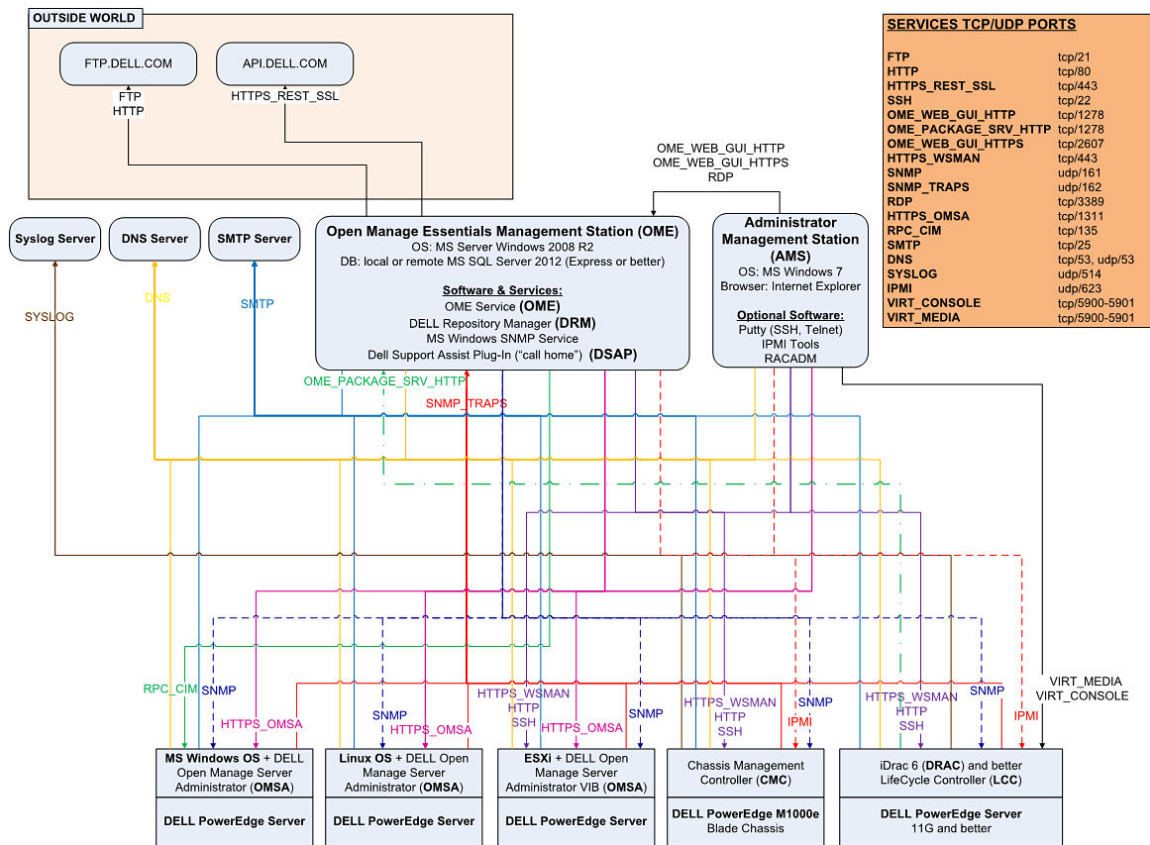 OUTSIDE WORLD
FTP.DELL.COM
API.DELL.COM
FTP
HTTP
HTTPS_REST_SSL
SERVICES TCP/UDP PORTS
FTP tcp/21
HTTP tcp/80
HTTPS_REST_SSL tcp/443
SSH tcp/22
OME_WEB_GUI_HTTP tcp/1278
OME_PACKAGE_SRV_HTTP tcp/1278
OME_WEB_GUI_HTTPS tcp/2607
HTTPS_WSMAN tcp/443
SNMP udp/161
SNMP_TRAPS udp/162
RDP tcp/3389
HTTPS_OMSA tcp/1311
RPC_CIM tcp/135
SMTP tcp/25
DNS tcp/53, udp/53
SYSLOG udp/514
IPMI udp/623
VIRT_CONSOLE tcp/5900-5901
VIRT_MEDIA tcp/5900-5901
OME_WEB_GUI_HTTP
OME_WEB_GUI_HTTPS
RDP
Syslog Server
DNS Server
SMTP Server
Open Manage Essentials Management Station (OME)
OS: MS Server Windows 2008 R2
DB: local or remote MS SQL Server 2012 (Express or better)
Software & Services:
OME Service (OME)
DELL Repository Manager (DRM)
MS Windows SNMP Service
Dell Support Assist Plug-In (“call home”) (DSAP)
Administrator
Management Station
(AMS)
OS: MS Windows 7
Browser: Internet Explorer
Optional Software:
Putty (SSH, Telnet)
IPMI Tools
RACADM
SYSLOG
DNS
SMTP
OME_PACKAGE_SRV_HTTP
SNMP_TRAPS
RPC_CIM
SNMP
HTTPS_OMSA
SNMP
HTTPS_OMSA
HTTPS_WSMAN
HTTP
SSH
HTTPS_OMSA
SNMP
HTTPS_WSMAN
HTTP
SSH
IPMI
SNMP
HTTPS_WSMAN
HTTP
SSH
SNMP
IPMI
VIRT_MEDIA
VIRT_CONSOLE
MS Windows OS + DELL
Open Manage Server
Administrator (OMSA)
DELL PowerEdge Server
Linux OS + DELL Open
Manage Server
Administrator (OMSA)
DELL PowerEdge Server
ESXi + DELL Open
Manage Server
Administrator VIB (OMSA)
DELL PowerEdge Server
Chassis Management
Controller (CMC)
DELL PowerEdge M1000e
Blade Chassis
iDrac 6 (DRAC) and better
LifeCycle Controller (LCC)
DELL PowerEdge Server
11G and better